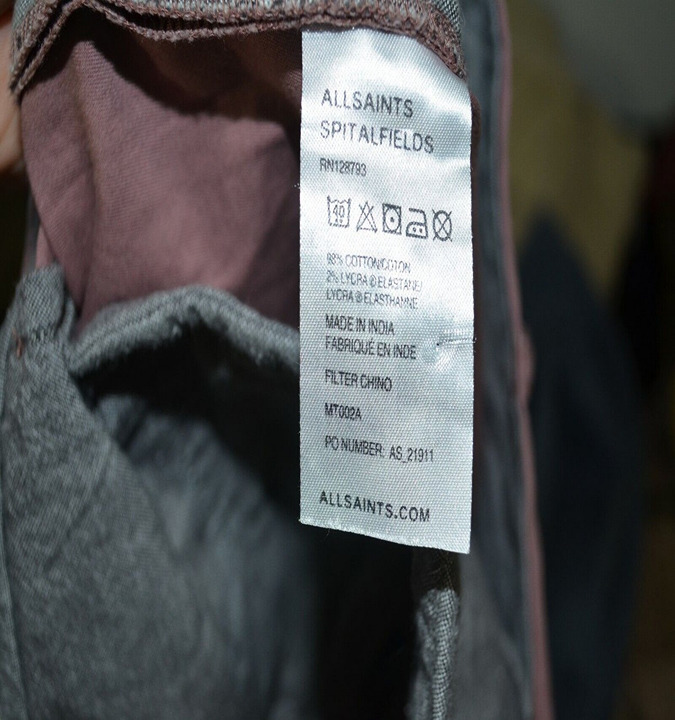 ALLSAINTS
SPITALFIELDS
RN128793
40
98% COTTON/COTON
2% LYCRA® ELASTANE/
LYCRA® ELASTHANNE
MADE IN INDIA
FABRIQUÉ EN INDE
FILTER CHINO
MT002A
PO NUMBER: AS_21911
ALLSAINTS.COM